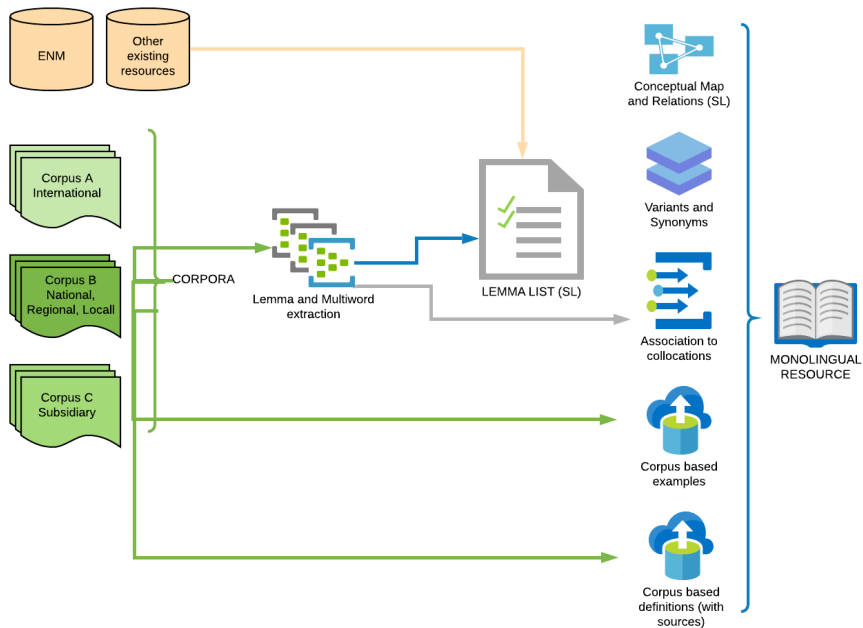 ENM
Other
existing
resources
Conceptual Map
and Relations (SL)
Corpus A
International
Variants and
Synonyms
Corpus B
National,
Regional, Locall
CORPORA
Lemma and Multiword
extraction
LEMMA LIST (SL)
Association to
collocations
MONOLINGUAL
RESOURCE
Corpus C
Subsidiary
Corpus based
examples
Corpus based
definitions (with
sources)